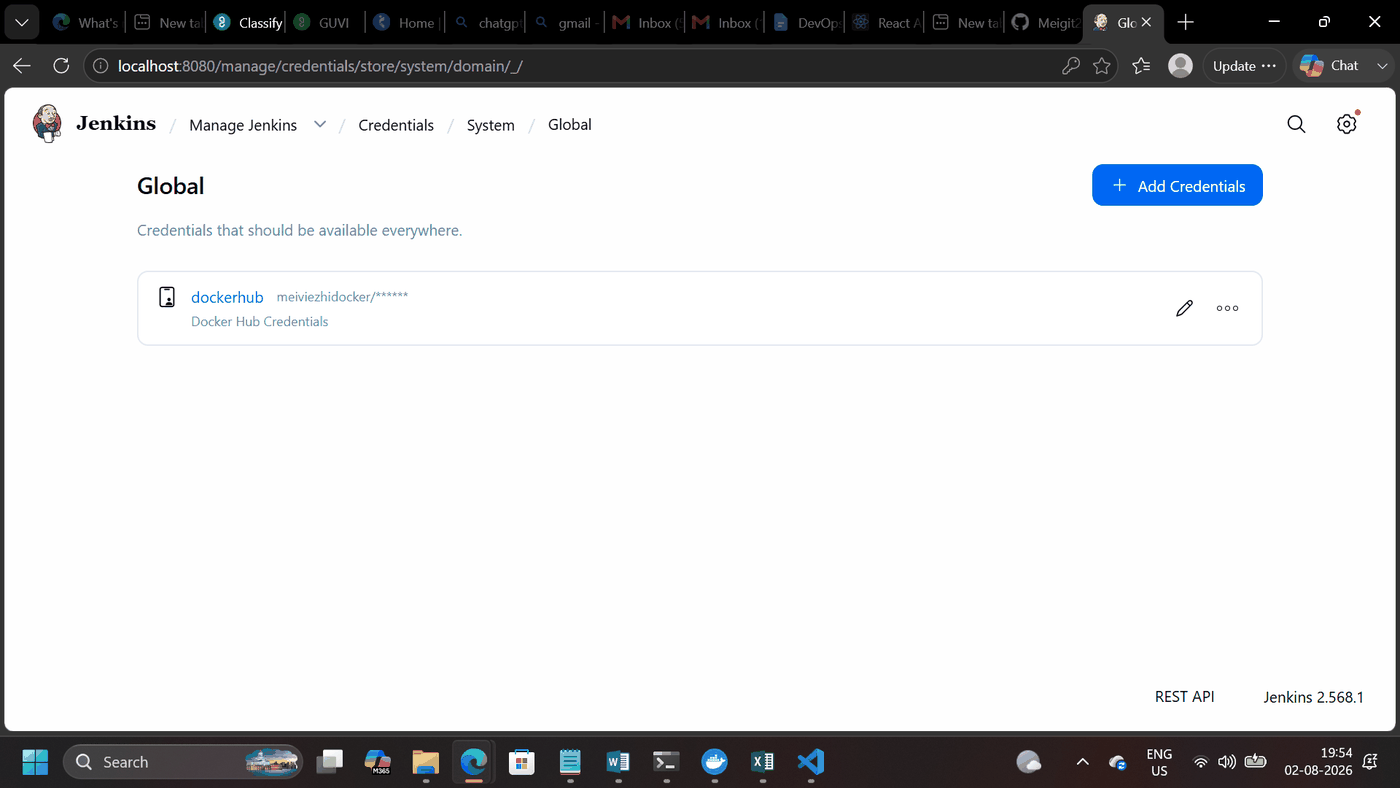 What's
New ta
Classify
GUVI
Home
chatgp
gmail -
Inbox (
Inbox (
DevOp
React A
New ta
Meigit
Glo
localhost:8080/manage/credentials/store/system/domain/_/
Update
Chat
Jenkins / Manage Jenkins / Credentials / System / Global
Global
+ Add Credentials
Credentials that should be available everywhere.
dockerhub meiviezhidocker/******
Docker Hub Credentials
REST API
Jenkins 2.568.1
Search
M365
ENG
US
19:54
02-08-2026